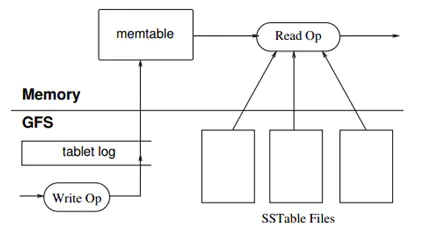 memtable
Read Op
Memory
GFS
tablet log
Write Op
SSTable Files